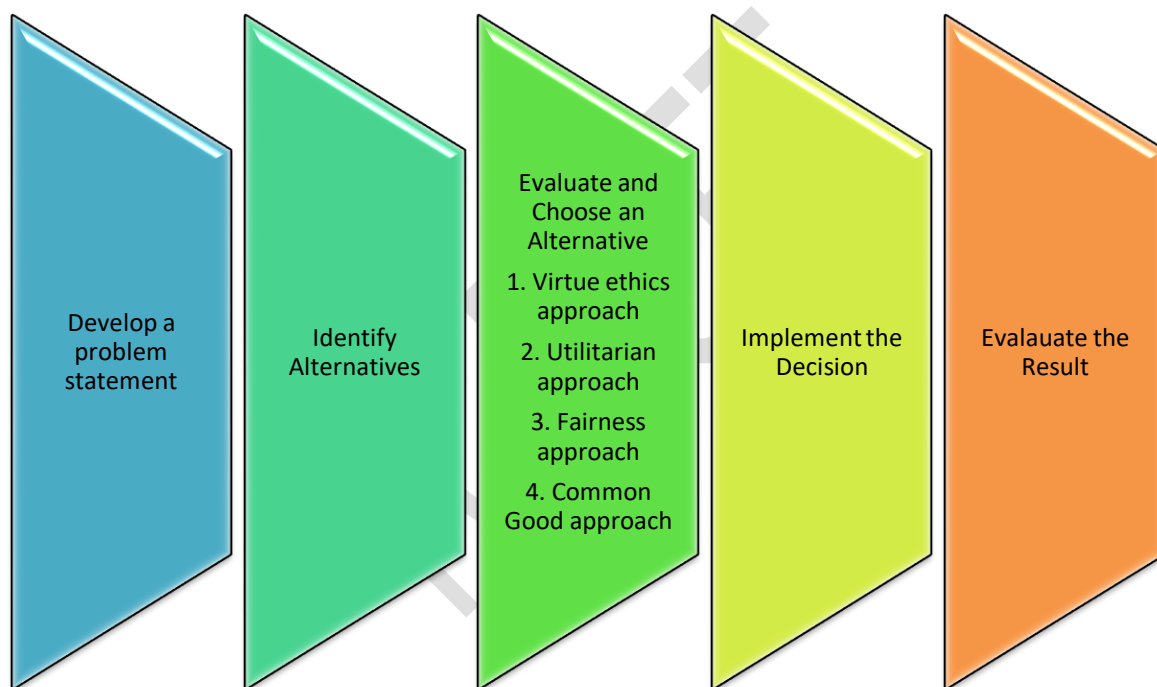 Develop a
problem
statement
Identify
Alternatives
Evaluate and
Choose an
Alternative
1. Virtue ethics
approach
2. Utilitarian
approach
3. Fairness
approach
4. Common
Good approach
Implement the
Decision
Evalauate the
Result